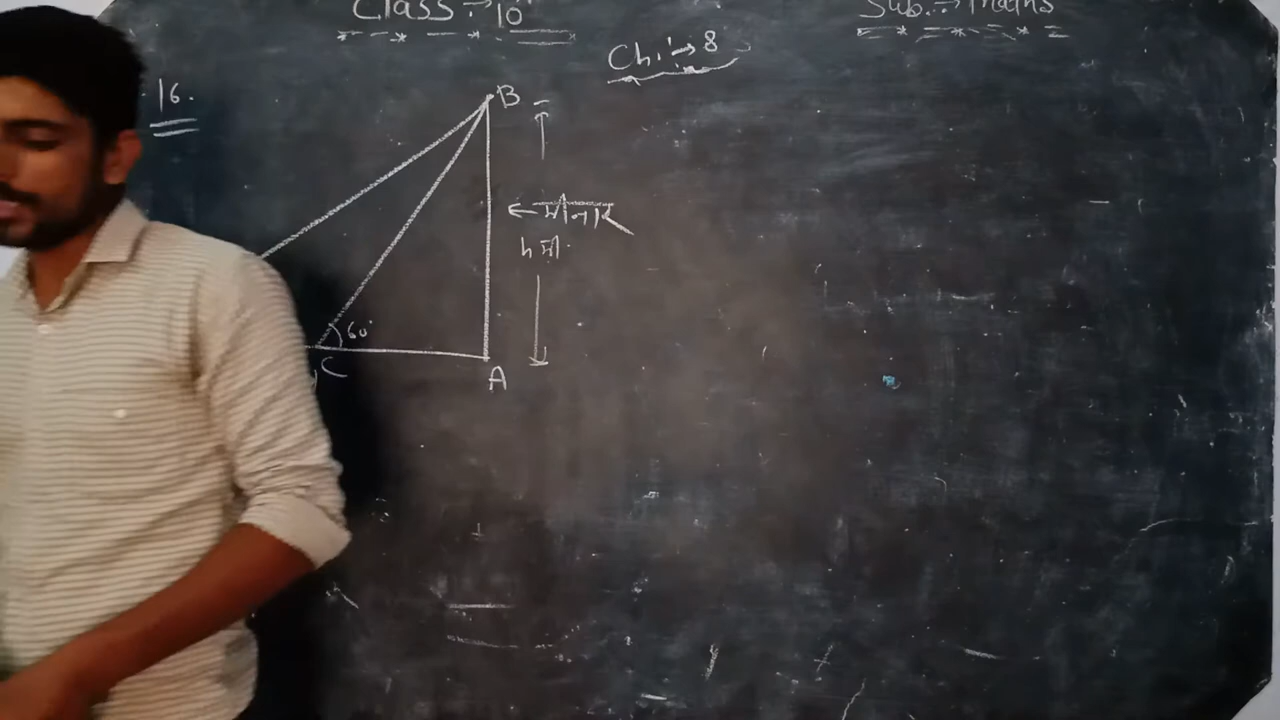 Class :→ 10
Sub. :→ Maths
Ch. :→ 8
16.
B
← मीनार
h मी.
60°
C
A